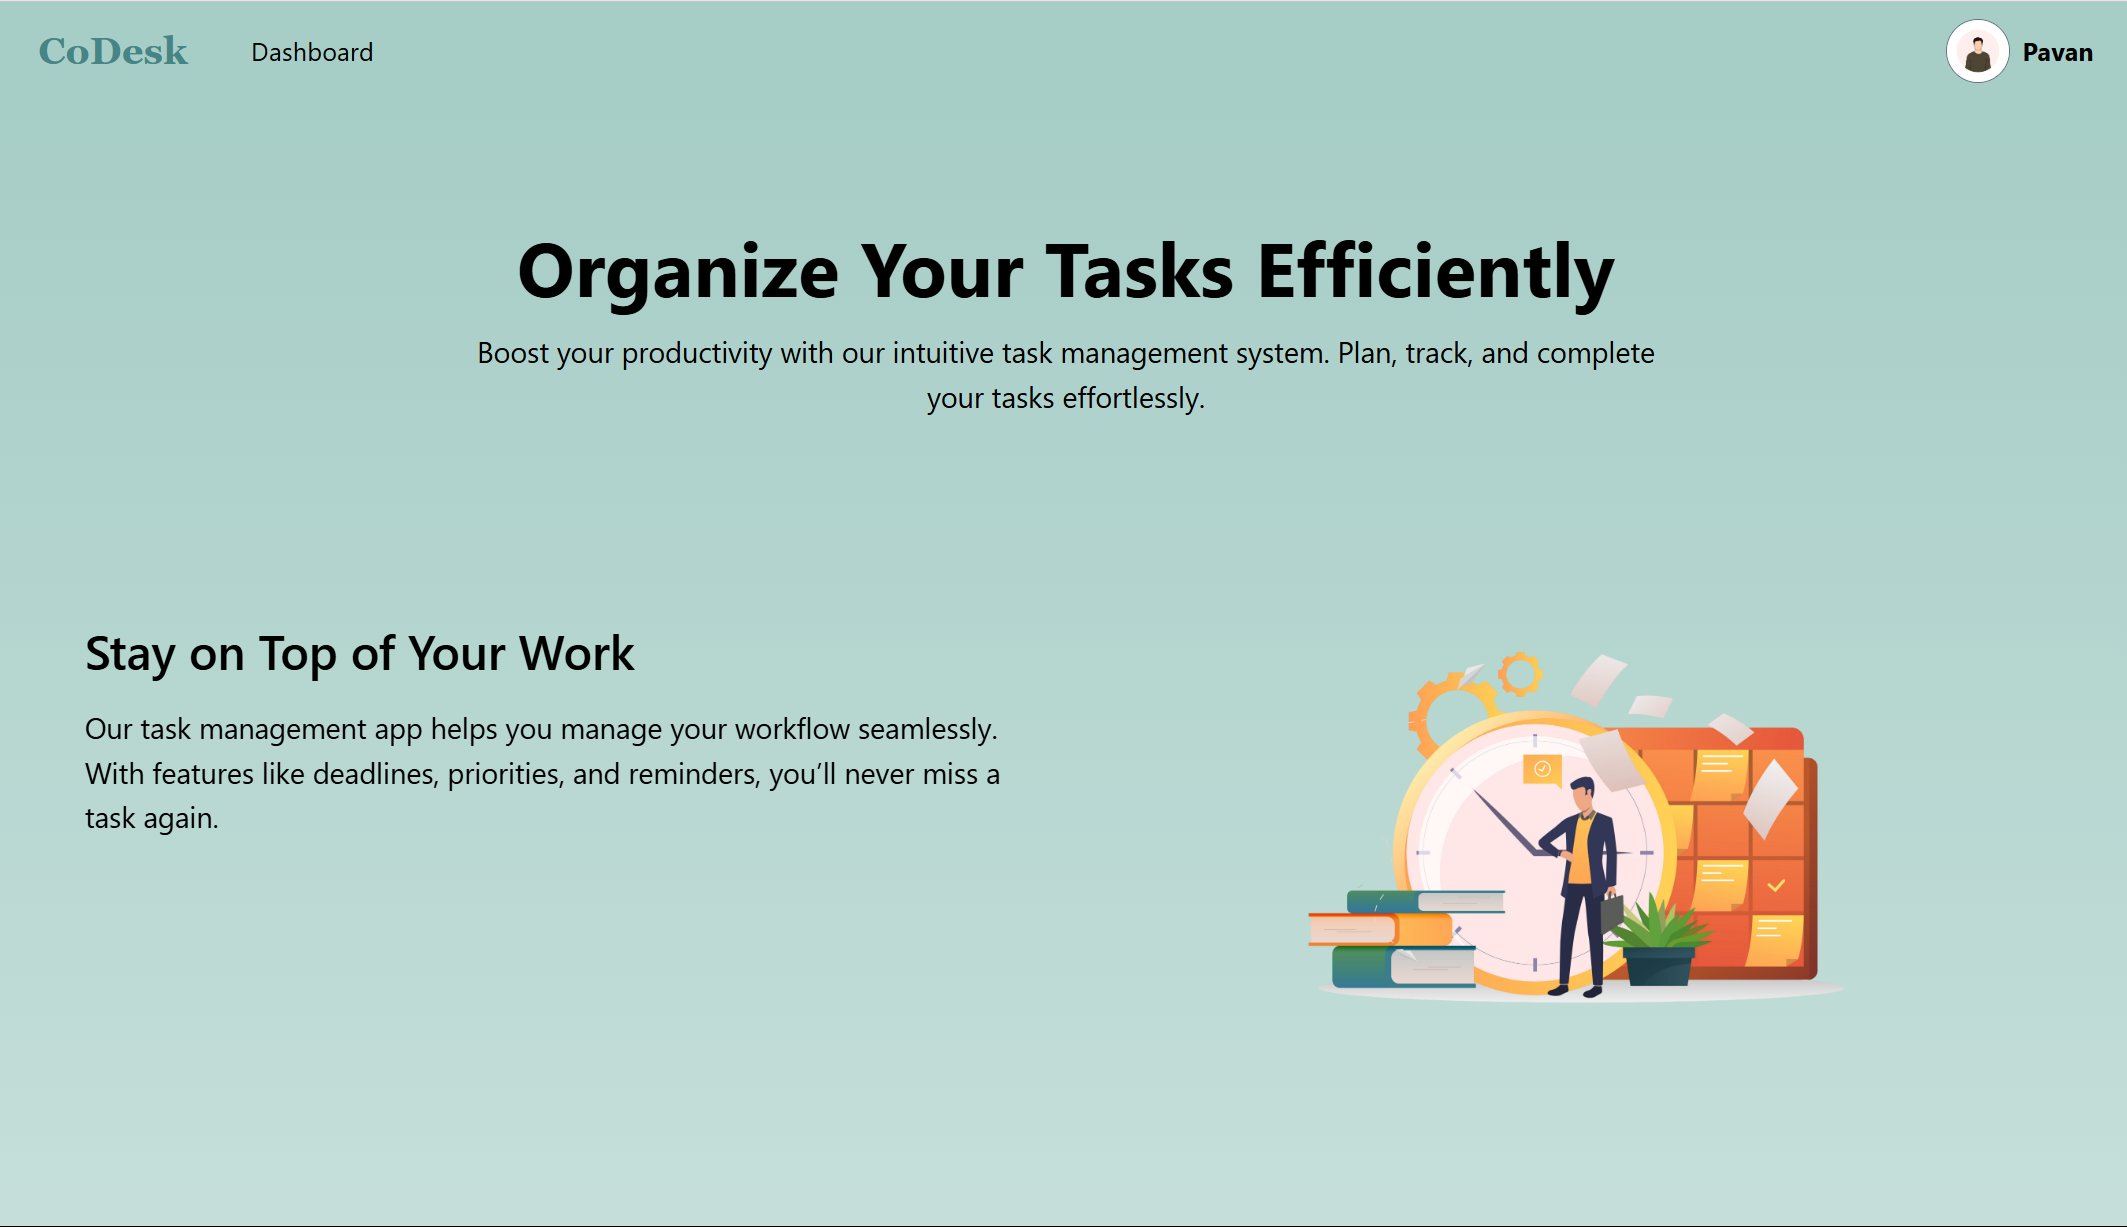 CoDesk
Dashboard
Pavan
Organize Your Tasks Efficiently
Boost your productivity with our intuitive task management system. Plan, track, and complete
your tasks effortlessly.
Stay on Top of Your Work
Our task management app helps you manage your workflow seamlessly.
With features like deadlines, priorities, and reminders, you’ll never miss a
task again.